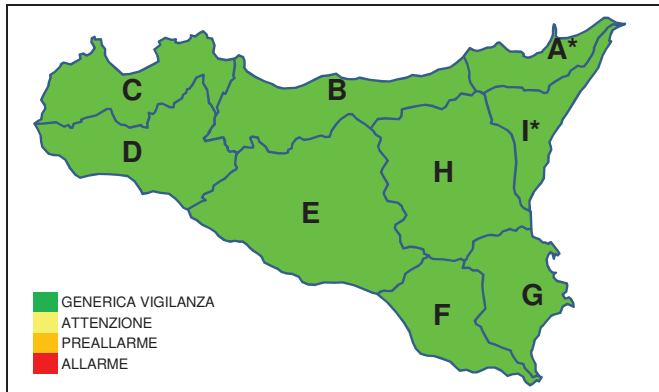 A*
C
B
I*
D
H
E
G
F
GENERICA VIGILANZA
ATTENZIONE
PREALLARME
ALLARME